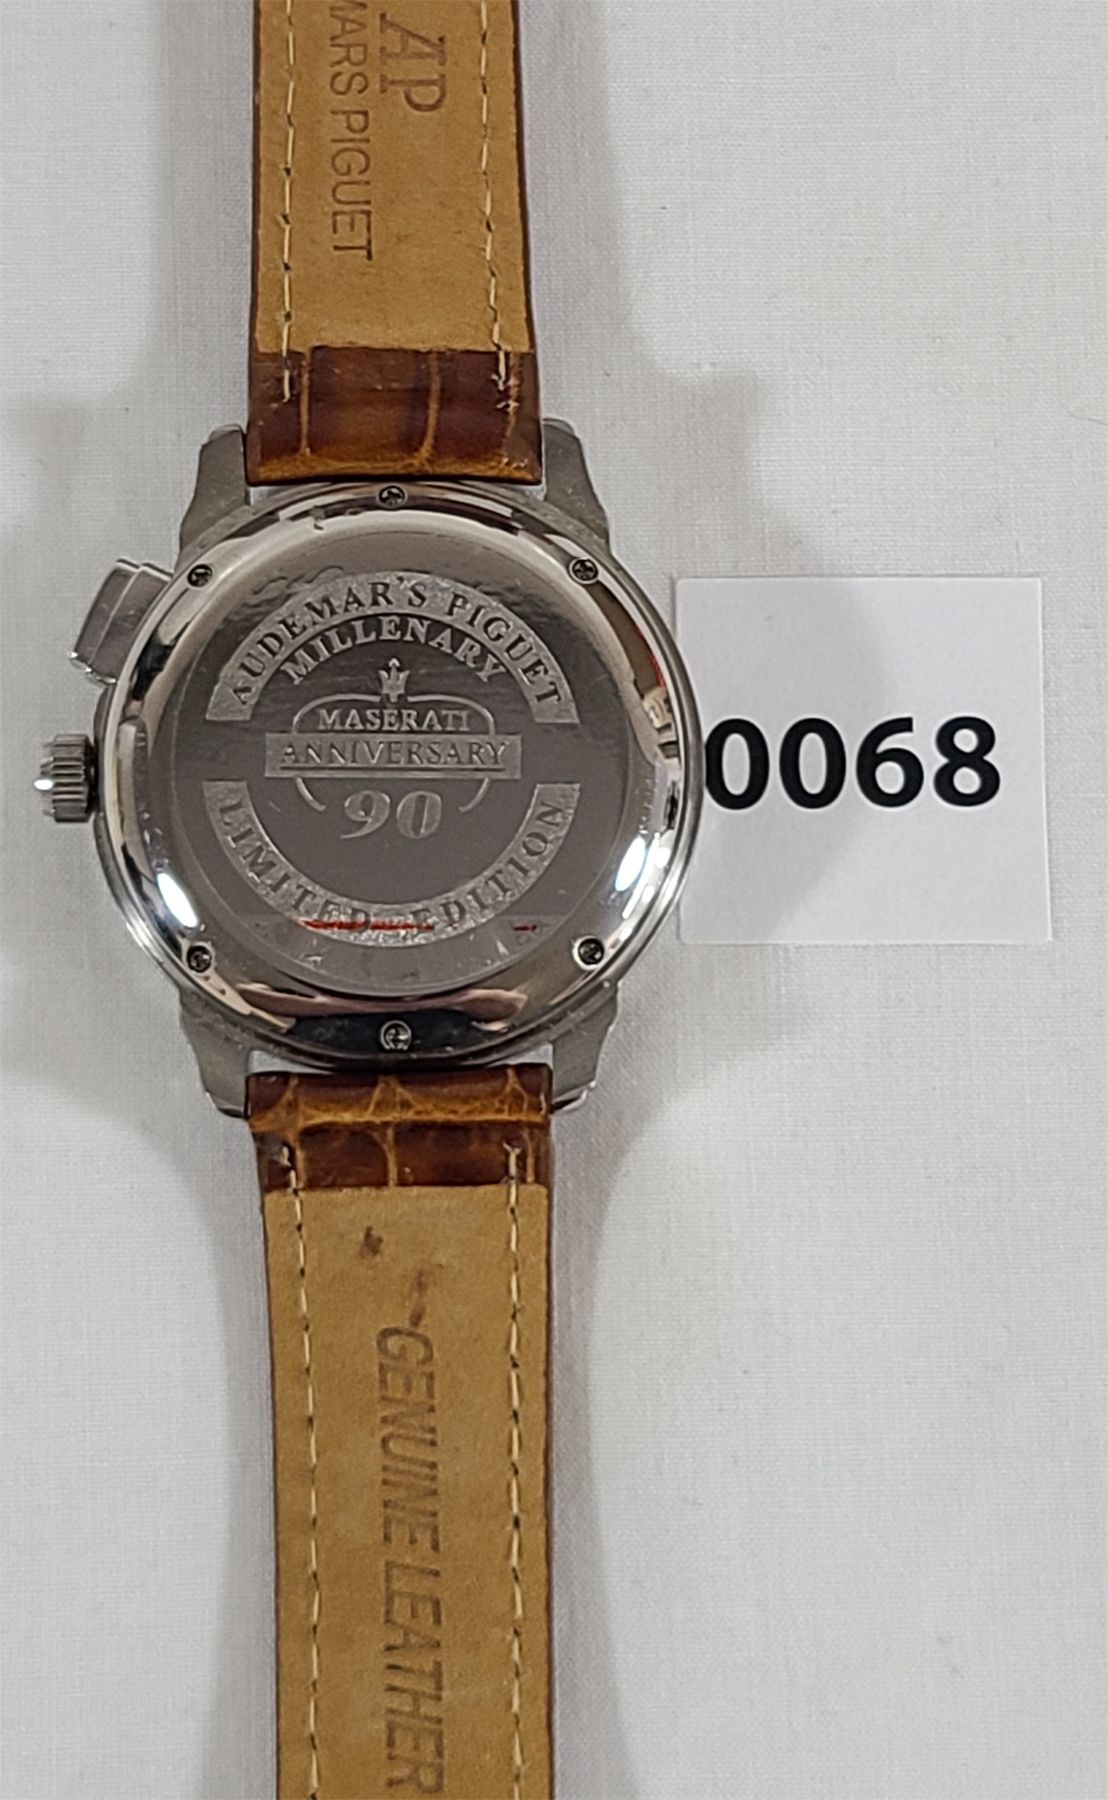 AP
MARS PIGUET
AUDEMAR'S PIGUET
MILLENARY
MASERATI
ANNIVERSARY
90
LIMITED EDITION
0068
GENUINE LEATHER